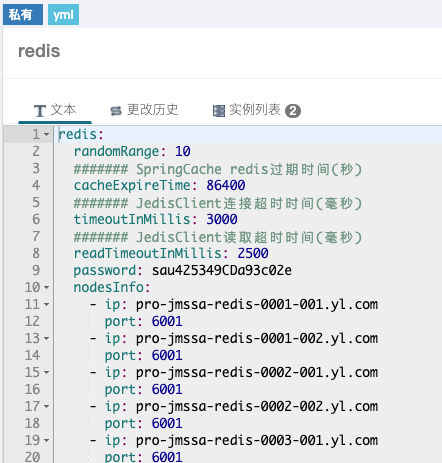 私有 yml
redis
文本 更改历史 实例列表 2
1 redis:
2 randomRange: 10
3 ####### SpringCache redis过期时间(秒)
4 cacheExpireTime: 86400
5 ####### JedisClient连接超时时间(毫秒)
6 timeoutInMillis: 3000
7 ####### JedisClient读取超时时间(毫秒)
8 readTimeoutInMillis: 2500
9 password: sau425349CDa93c02e
10 nodesInfo:
11 - ip: pro-jmssa-redis-0001-001.yl.com
12 port: 6001
13 - ip: pro-jmssa-redis-0001-002.yl.com
14 port: 6001
15 - ip: pro-jmssa-redis-0002-001.yl.com
16 port: 6001
17 - ip: pro-jmssa-redis-0002-002.yl.com
18 port: 6001
19 - ip: pro-jmssa-redis-0003-001.yl.com
20 port: 6001